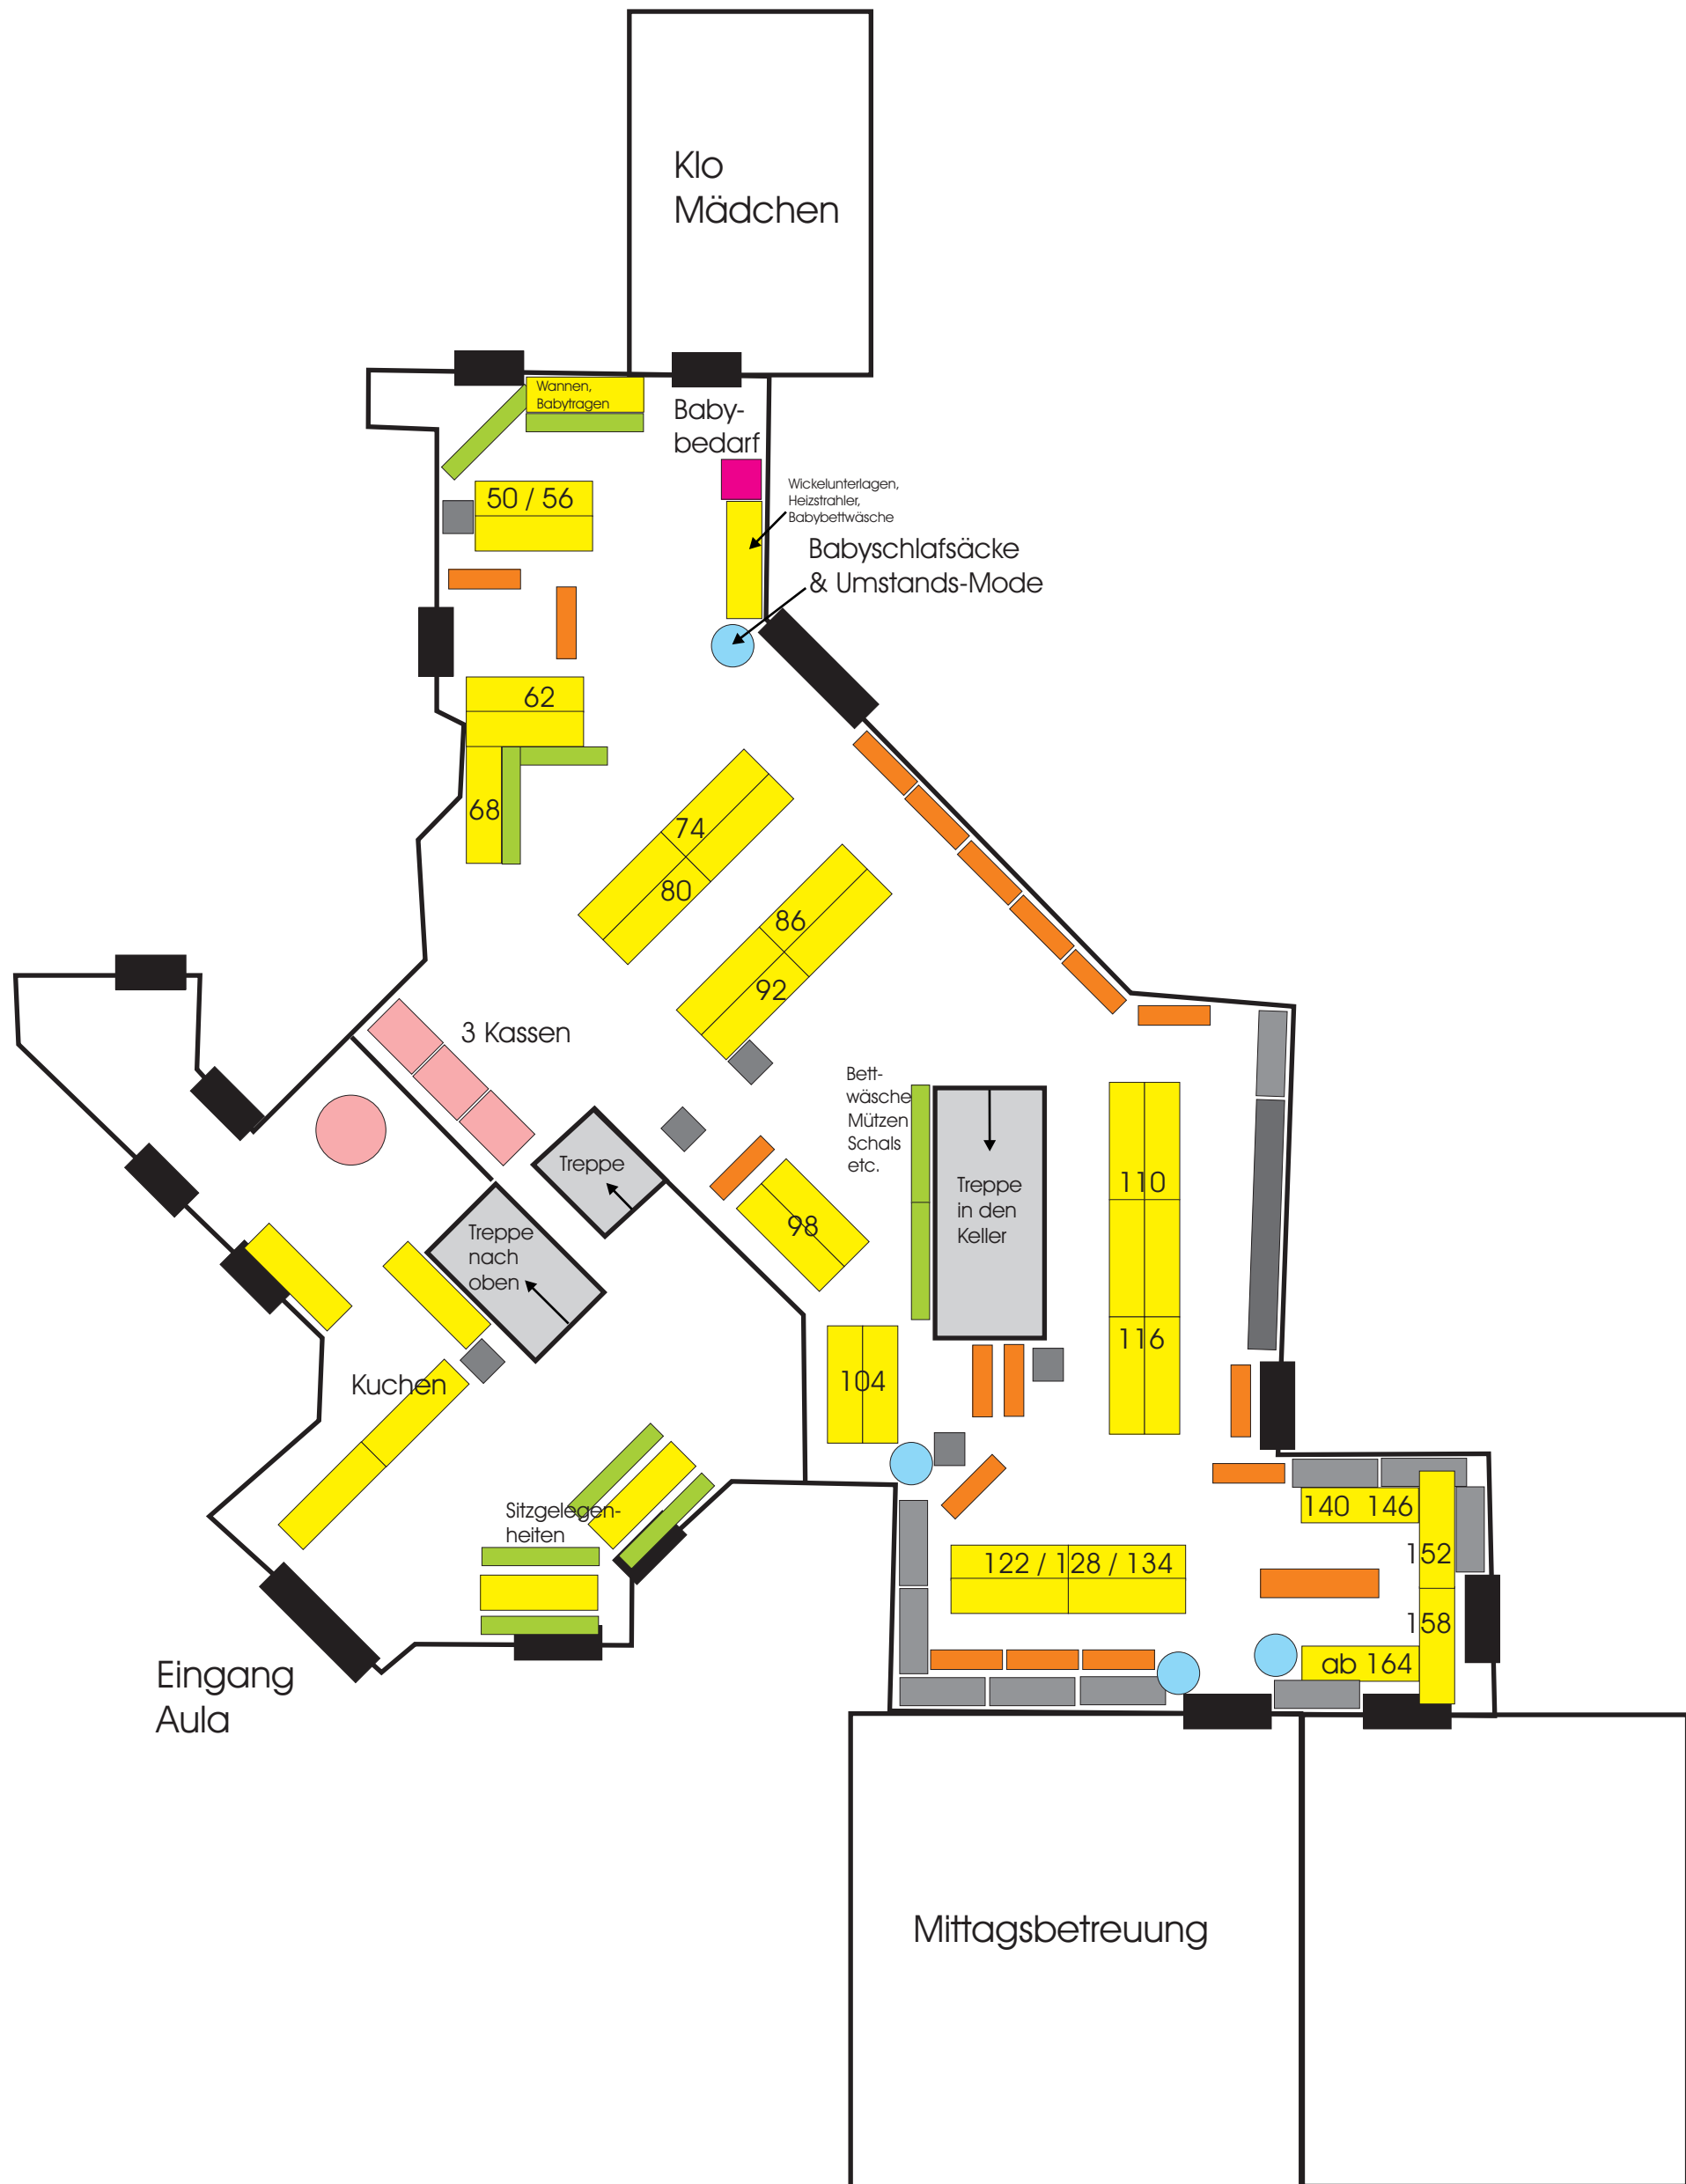 Klo
Mädchen
Wannen,
Babytragen
Baby-
bedarf
50 / 56
Wickelunterlagen,
Heizstrahler,
Babybettwäsche
Babyschlafsäcke
& Umstands-Mode
62
68
74
80
86
92
3 Kassen
Bett-
wäsche
Mützen
Schals
etc.
Treppe
Treppe
in den
Keller
110
98
Treppe
nach
oben
116
104
Kuchen
Sitzgelegen-
heiten
140 146
152
122 / 128 / 134
158
ab 164
Eingang
Aula
Mittagsbetreuung